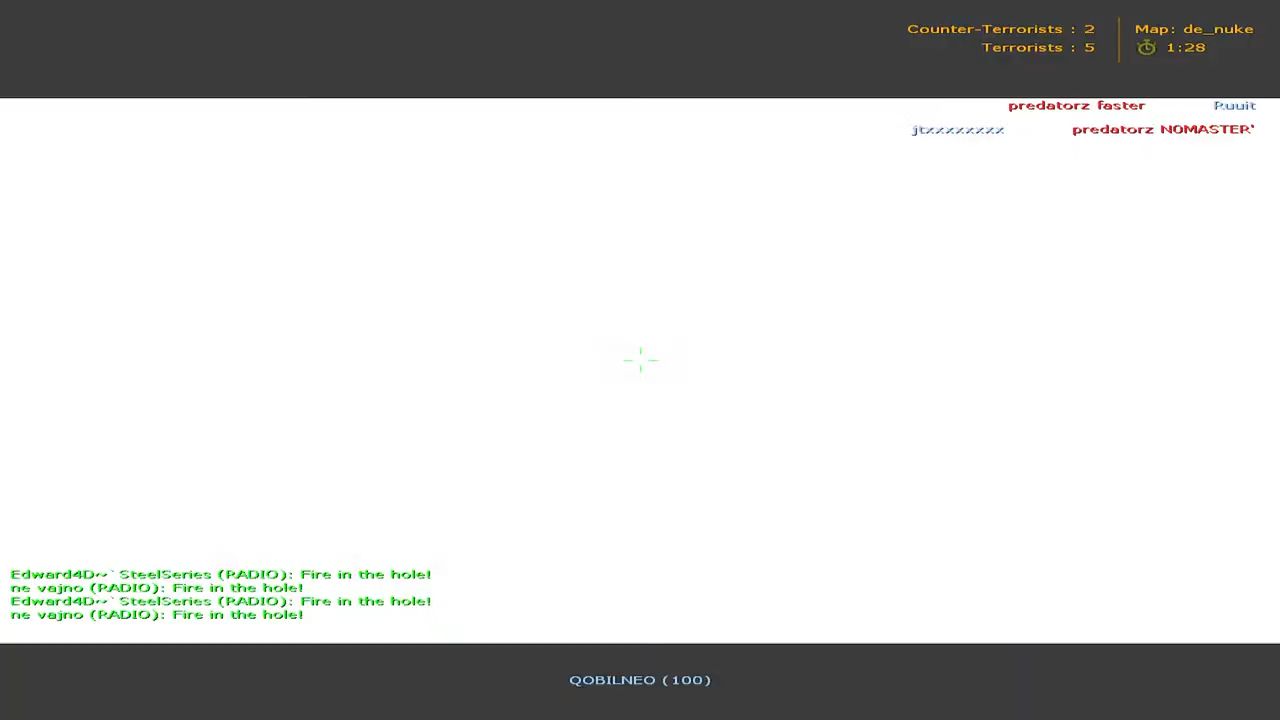 Counter-Terrorists : 2
Terrorists : 5
Map: de_nuke
1:28
predatorz faster Ruuit
jtxxxxxxxx predatorz N0MASTER'
Edward4D~`SteelSeries (RADIO): Fire in the hole!
ne vajno (RADIO): Fire in the hole!
Edward4D~`SteelSeries (RADIO): Fire in the hole!
ne vajno (RADIO): Fire in the hole!
QOBILNEO (100)